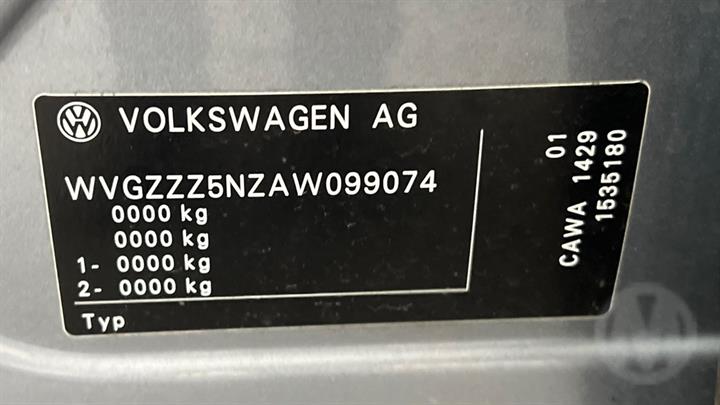 VOLKSWAGEN AG
WVGZZZ5NZAW099074
0000 kg
0000 kg
1- 0000 kg
2- 0000 kg
Typ
01
CAWA 1429
1535180